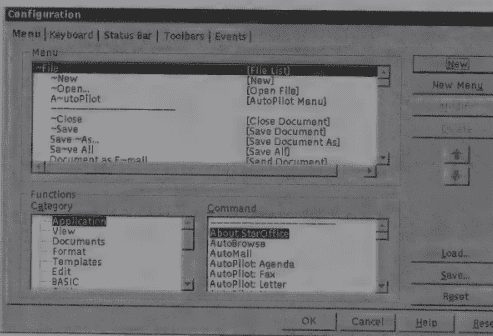 Configuration
Menu Keyboard Status Bar Toolbars Events
Menu
~File [File List]
~New [New]
~Open... [Open File]
A~utoPilot [AutoPilot Menu]
~Close [Close Document]
~Save [Save Document]
Save ~As... [Save Document As]
Sa~ve All [Save All]
Document as E~mail [Send Document]
New
New Menu
Modify
Delete
Functions
Category
Application
View
Documents
Format
Templates
Edit
BASIC
Command
About StarOffice
AutoBrowse
AutoMail
AutoPilot: Agenda
AutoPilot: Fax
AutoPilot: Letter
Load...
Save...
Reset
OK Cancel Help